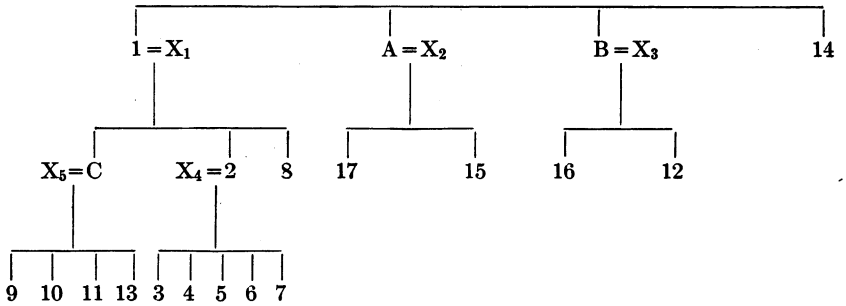 1 = X₁ A = X₂ B = X₃ 14
X₅ = C X₄ = 2 8 17 15 16 12
9 10 11 13 3 4 5 6 7